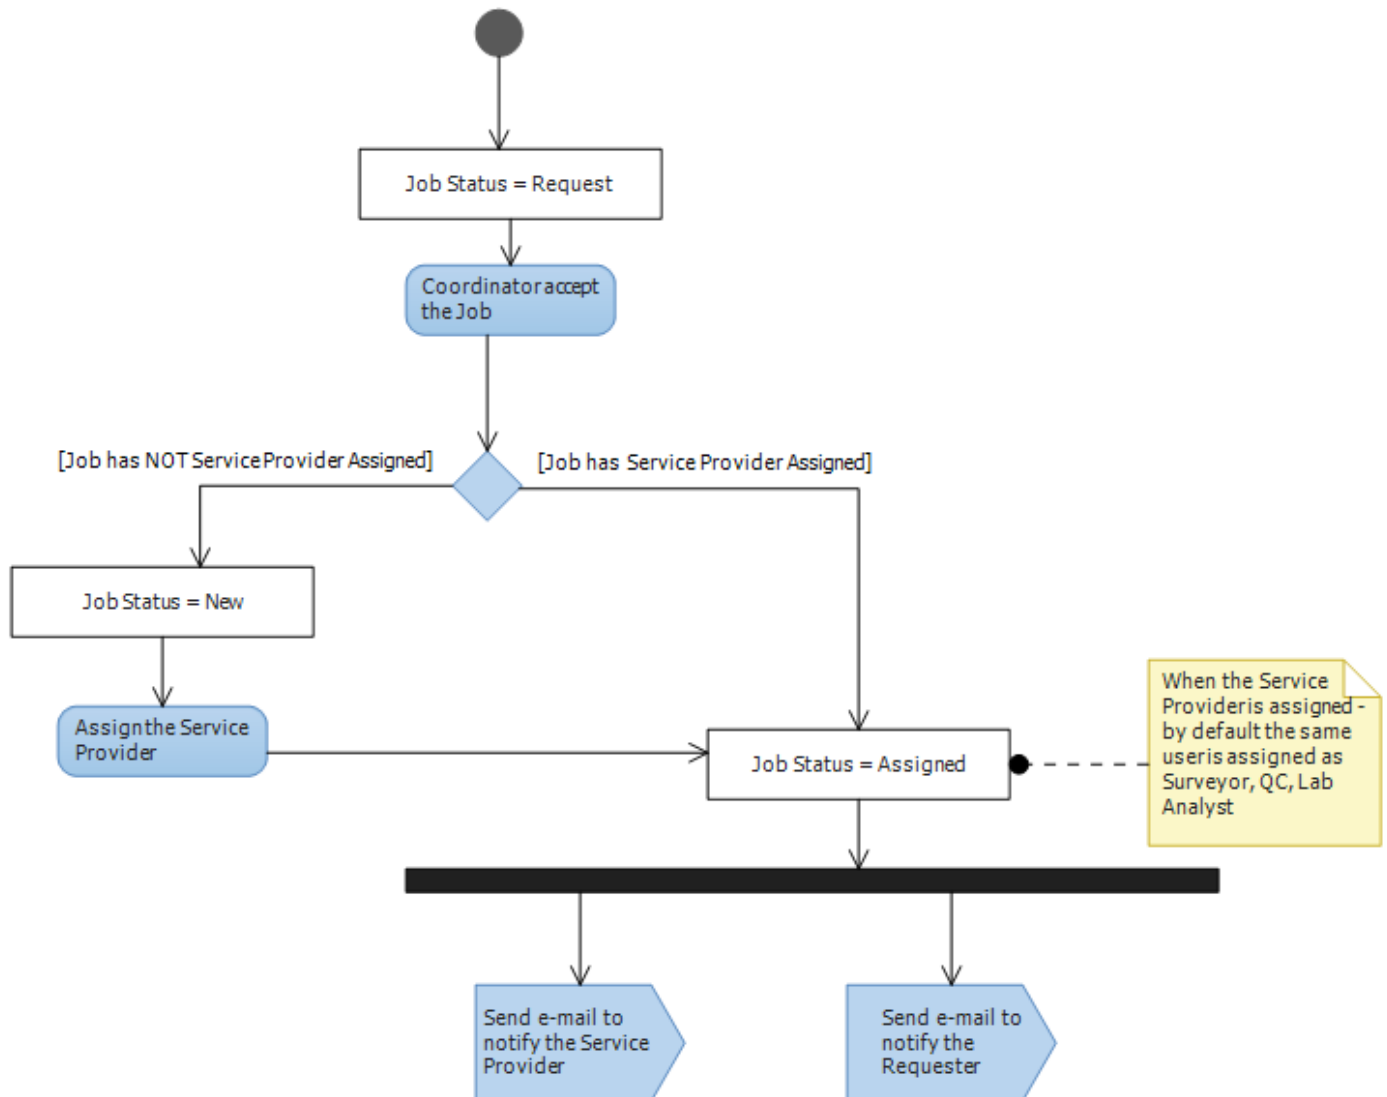 Job Status = Request
Coordinator accept
the Job
[Job has NOT Service Provider Assigned]
[Job has Service Provider Assigned]
Job Status = New
Assign the Service
Provider
Job Status = Assigned
When the Service
Provider is assigned -
by default the same
user is assigned as
Surveyor, QC, Lab
Analyst
Send e-mail to
notify the Service
Provider
Send e-mail to
notify the
Requester